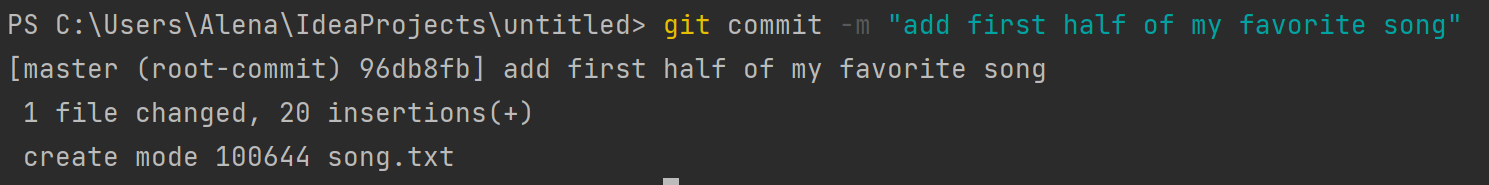 PS C:\Users\Alena\IdeaProjects\untitled> git commit -m "add first half of my favorite song"
[master (root-commit) 96db8fb] add first half of my favorite song
 1 file changed, 20 insertions(+)
 create mode 100644 song.txt